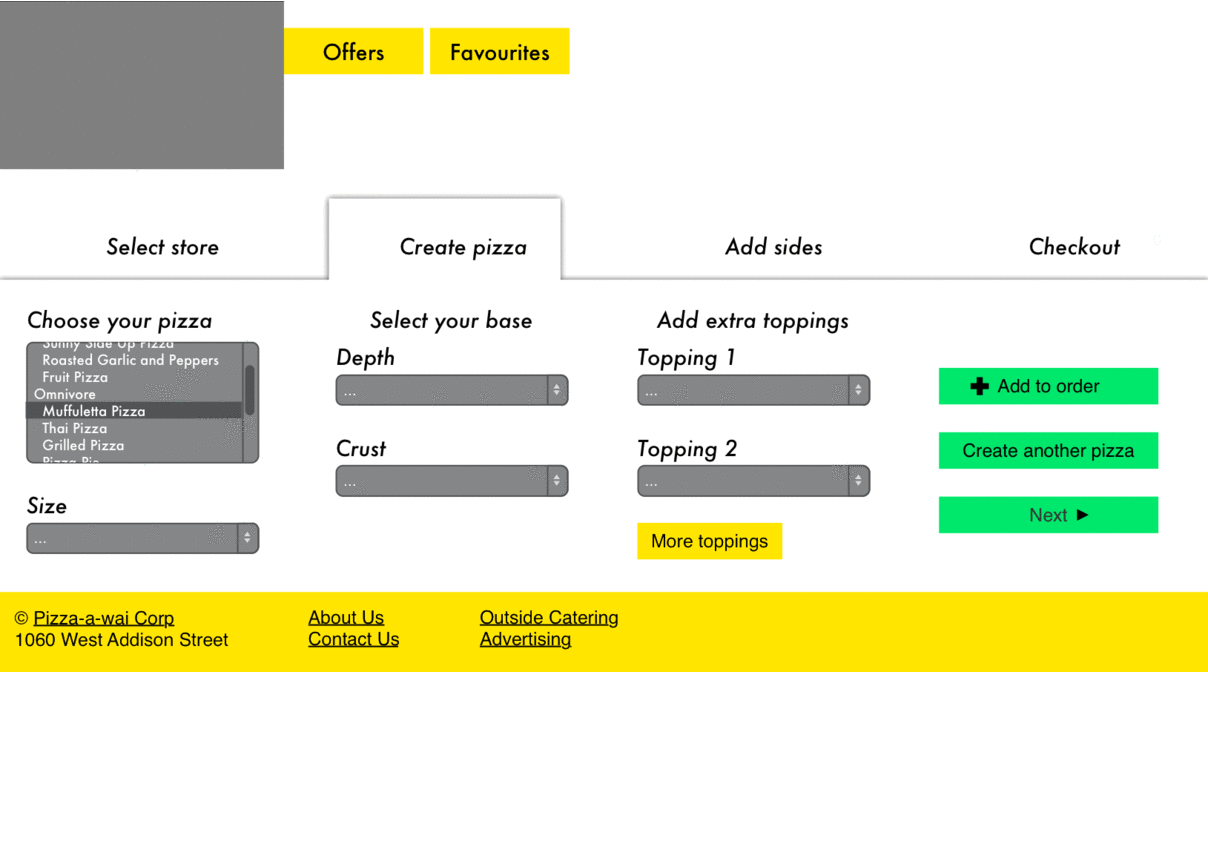 Offers
Favourites
Select store
Create pizza
Add sides
Checkout
Choose your pizza
Sunny Side Up Pizza
Roasted Garlic and Peppers
Fruit Pizza
Omnivore
Muffuletta Pizza
Thai Pizza
Grilled Pizza
Pizza Pie
Size
...
Select your base
Depth
...
Crust
...
Add extra toppings
Topping 1
...
Topping 2
...
More toppings
Add to order
Create another pizza
Next
© Pizza-a-wai Corp
1060 West Addison Street
About Us
Contact Us
Outside Catering
Advertising